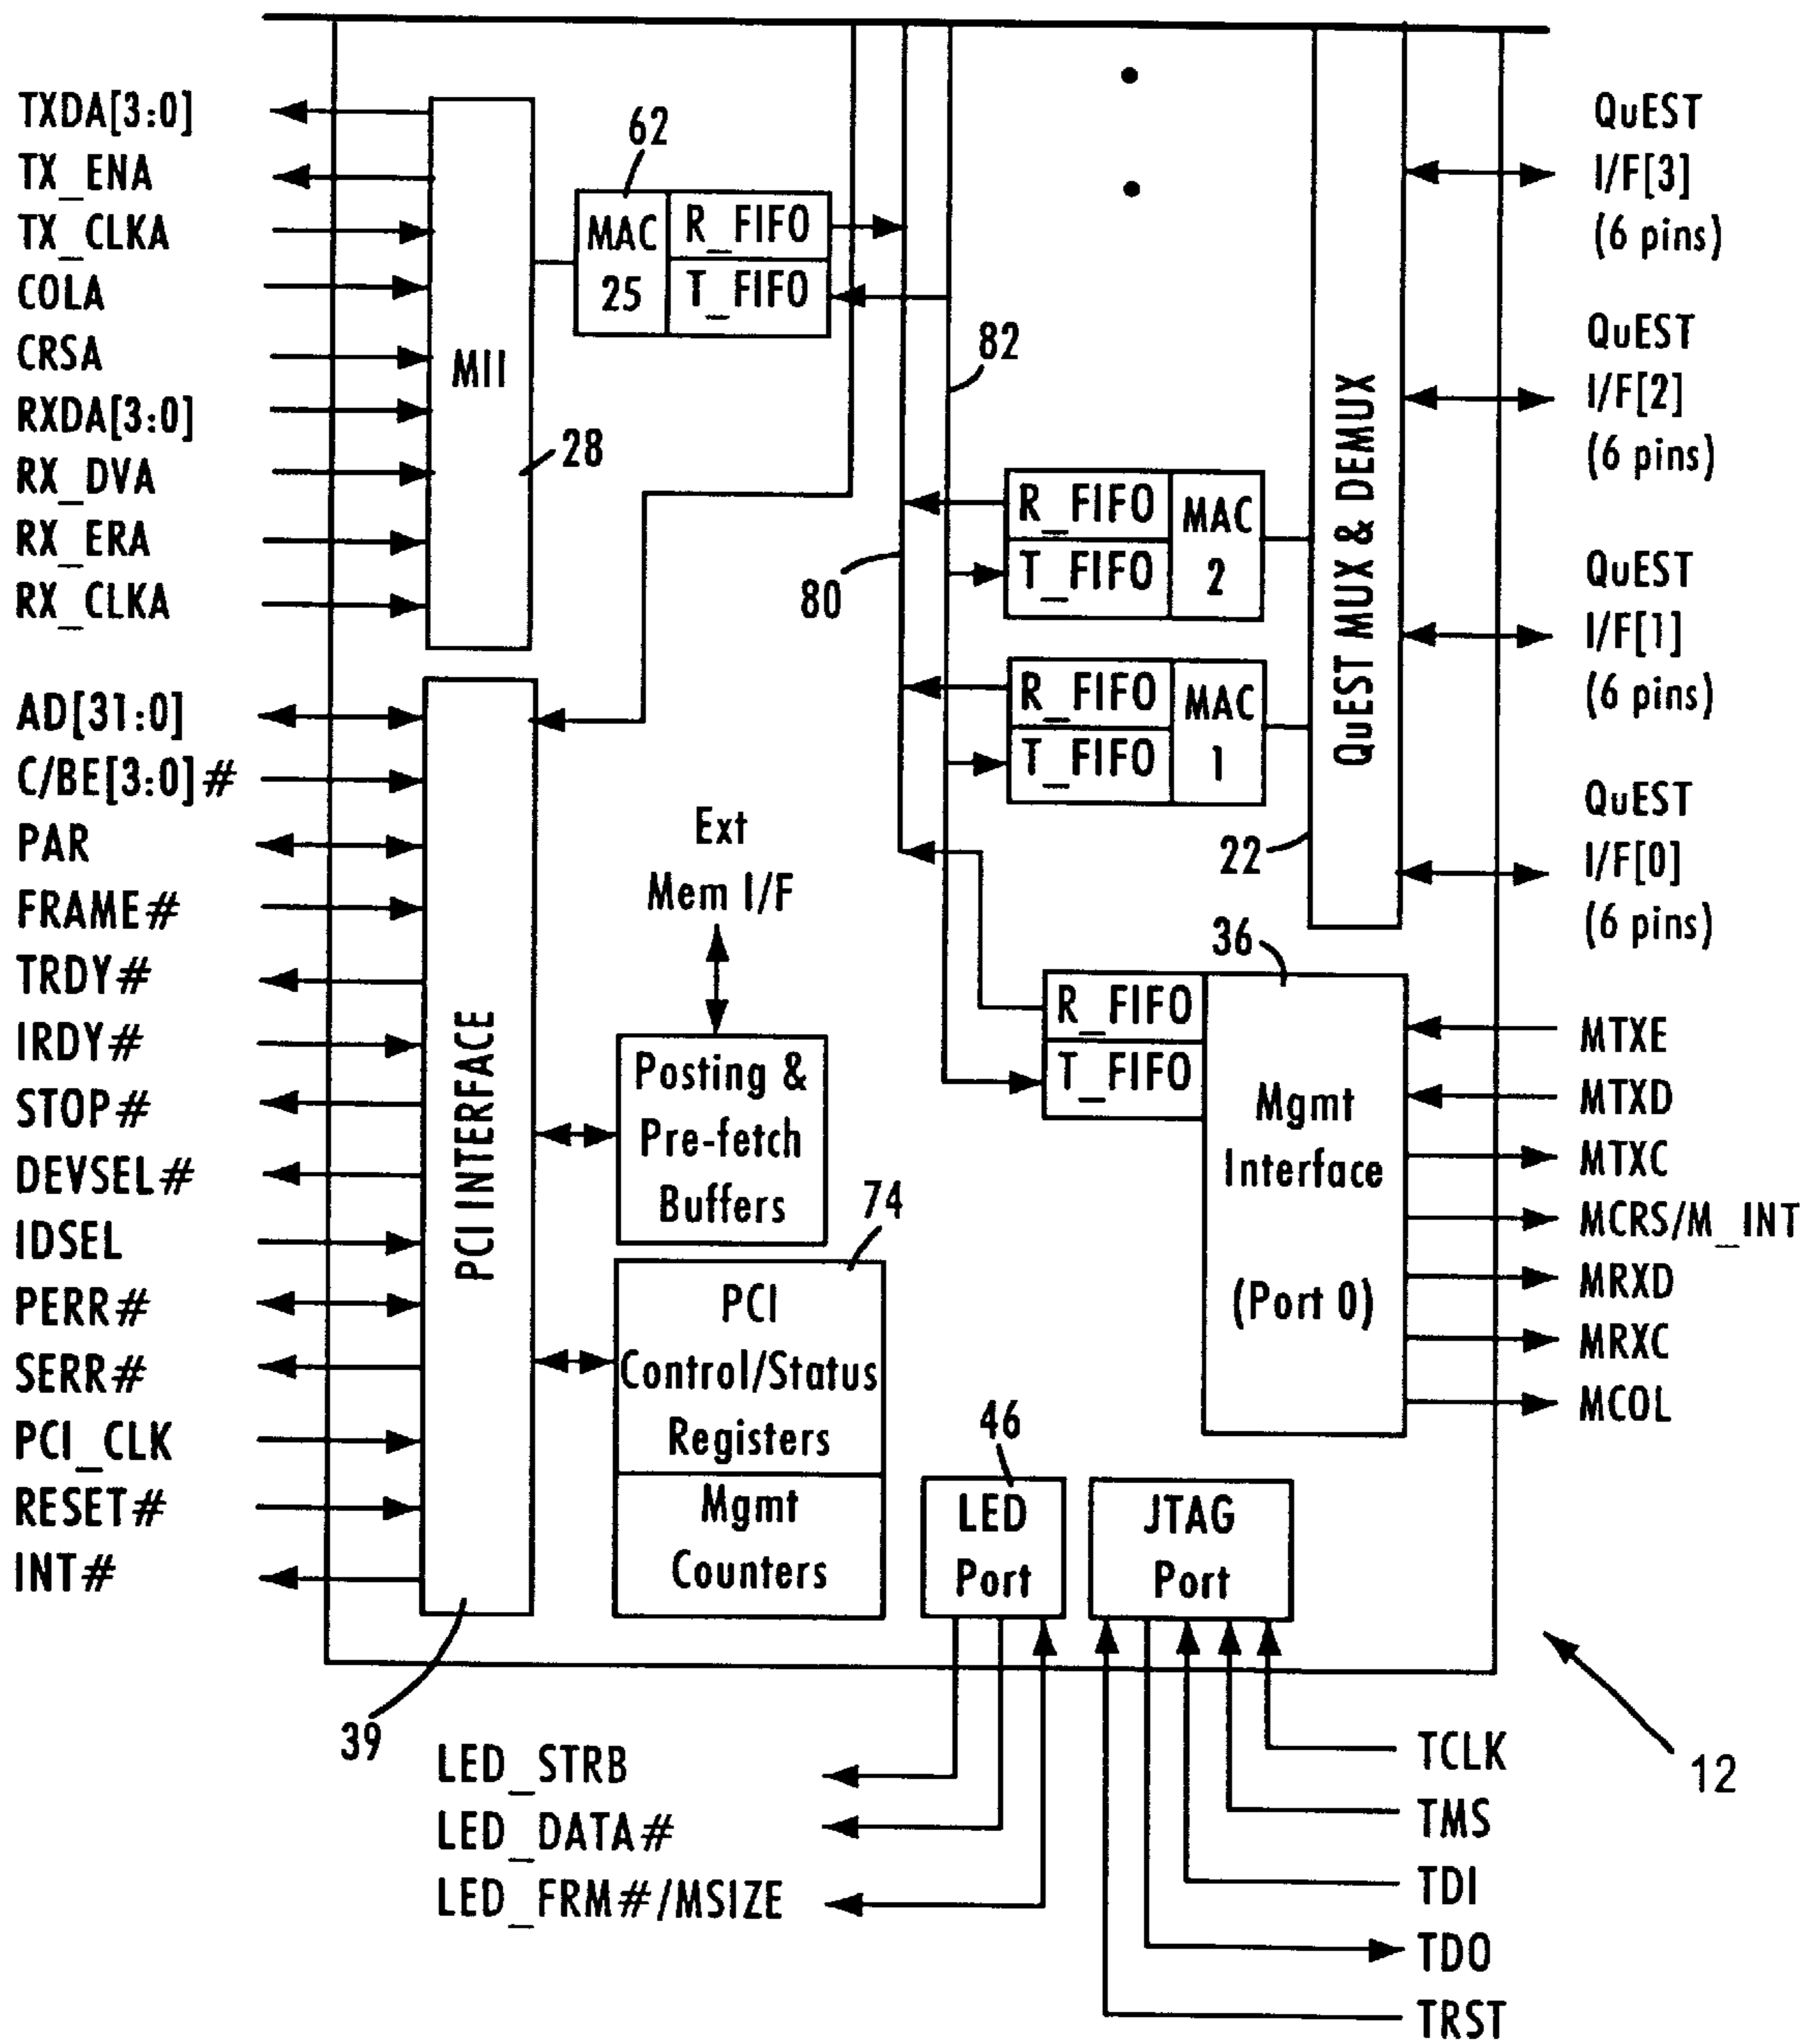 TXDA[3:0]
TX_ENA
TX_CLKA
COLA
CRSA
RXDA[3:0]
RX_DVA
RX_ERA
RX_CLKA
AD[31:0]
C/BE[3:0]#
PAR
FRAME#
TRDY#
IRDY#
STOP#
DEVSEL#
IDSEL
PERR#
SERR#
PCI_CLK
RESET#
INT#
MII
28
62
MAC
25
R_FIFO
T_FIFO
PCI INTERFACE
39
Ext
Mem I/F
Posting &
Pre-fetch
Buffers
74
PCI
Control/Status
Registers
Mgmt
Counters
80
82
R_FIFO
T_FIFO
MAC
2
R_FIFO
T_FIFO
MAC
1
QuEST MUX & DEMUX
22
36
R_FIFO
T_FIFO
Mgmt
Interface
(Port 0)
46
LED
Port
JTAG
Port
QuEST
I/F[3]
(6 pins)
QuEST
I/F[2]
(6 pins)
QuEST
I/F[1]
(6 pins)
QuEST
I/F[0]
(6 pins)
MTXE
MTXD
MTXC
MCRS/M_INT
MRXD
MRXC
MCOL
LED_STRB
LED_DATA#
LED_FRM#/MSIZE
TCLK
TMS
TDI
TDO
TRST
12